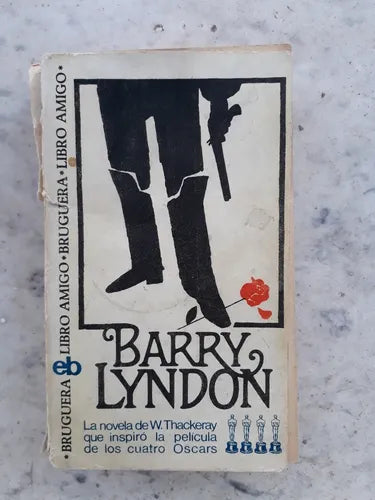 • BRUGUERA • LIBRO AMIGO • BRUGUERA • LIBRO AMIGO •
eb
BARRY
LYNDON
La novela de W. Thackeray
que inspiró la película
de los cuatro Oscars